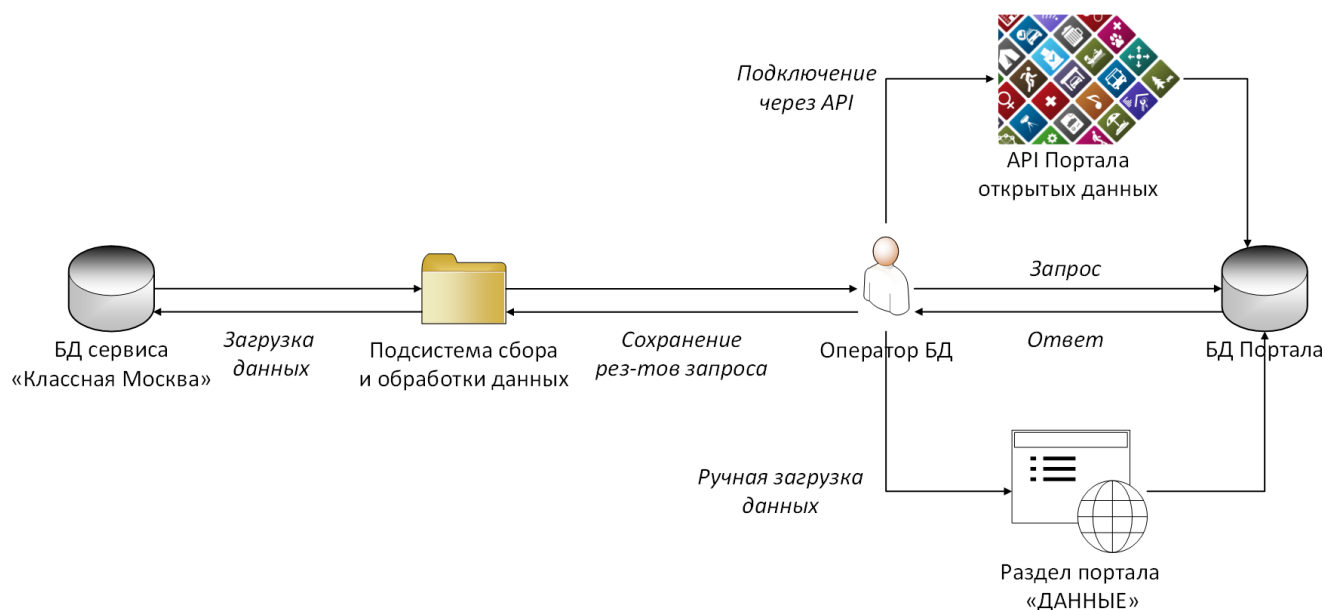 Подключение
через API
API Портала
открытых данных
Запрос
Загрузка
данных
Сохранение
рез-тов запроса
Ответ
БД сервиса
«Классная Москва»
Подсистема сбора
и обработки данных
Оператор БД
БД Портала
Ручная загрузка
данных
Раздел портала
«ДАННЫЕ»